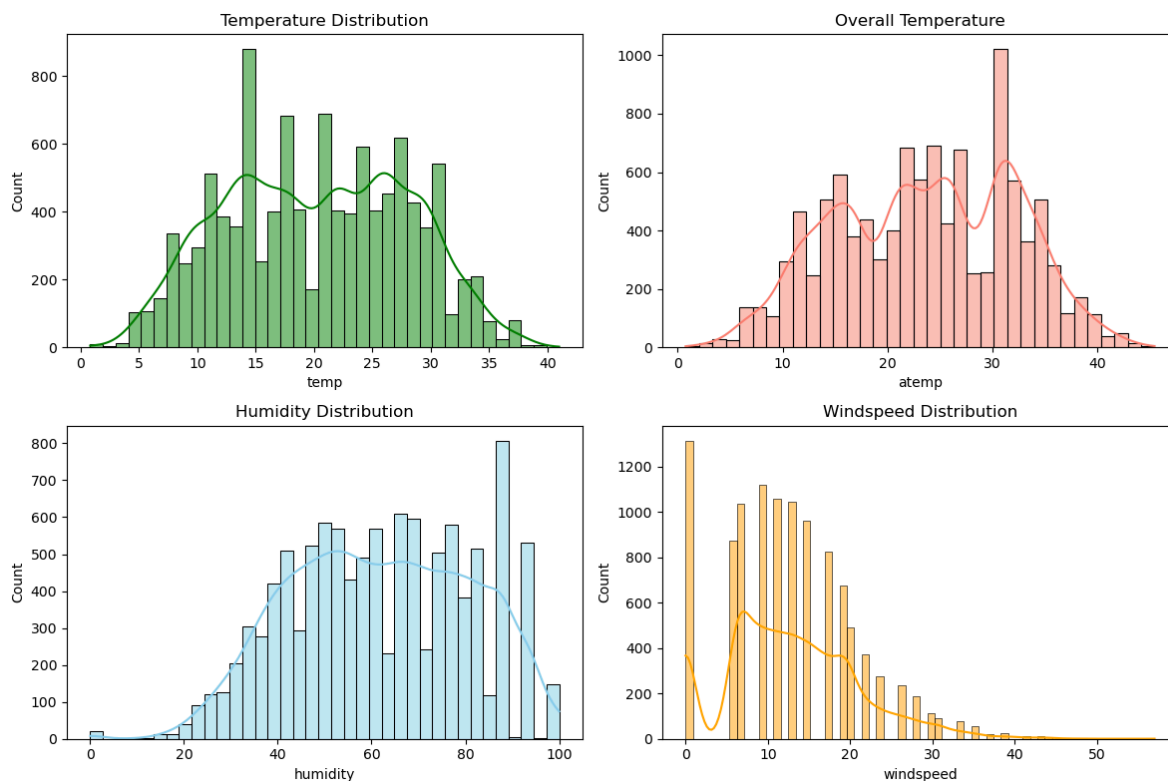 Temperature Distribution
Count
0
200
400
600
800
0 5 10 15 20 25 30 35 40
temp
Overall Temperature
Count
0
200
400
600
800
1000
10 20 30 40
atemp
Humidity Distribution
Count
0
100
200
300
400
500
600
700
800
0 20 40 60 80 100
humidity
Windspeed Distribution
Count
0
200
400
600
800
1000
1200
0 10 20 30 40 50
windspeed